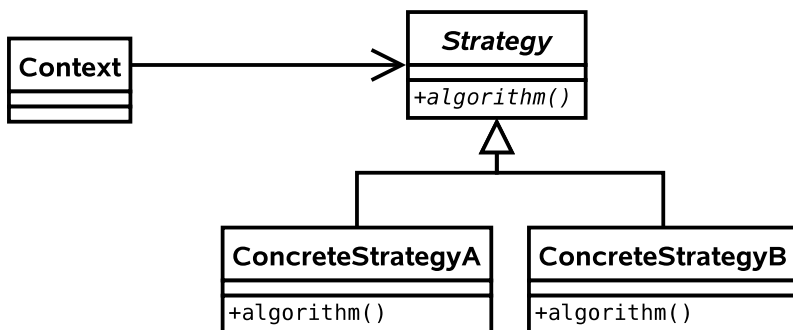 Strategy
Context
+algorithm()
ConcreteStrategyA
ConcreteStrategyB
+algorithm()
+algorithm()